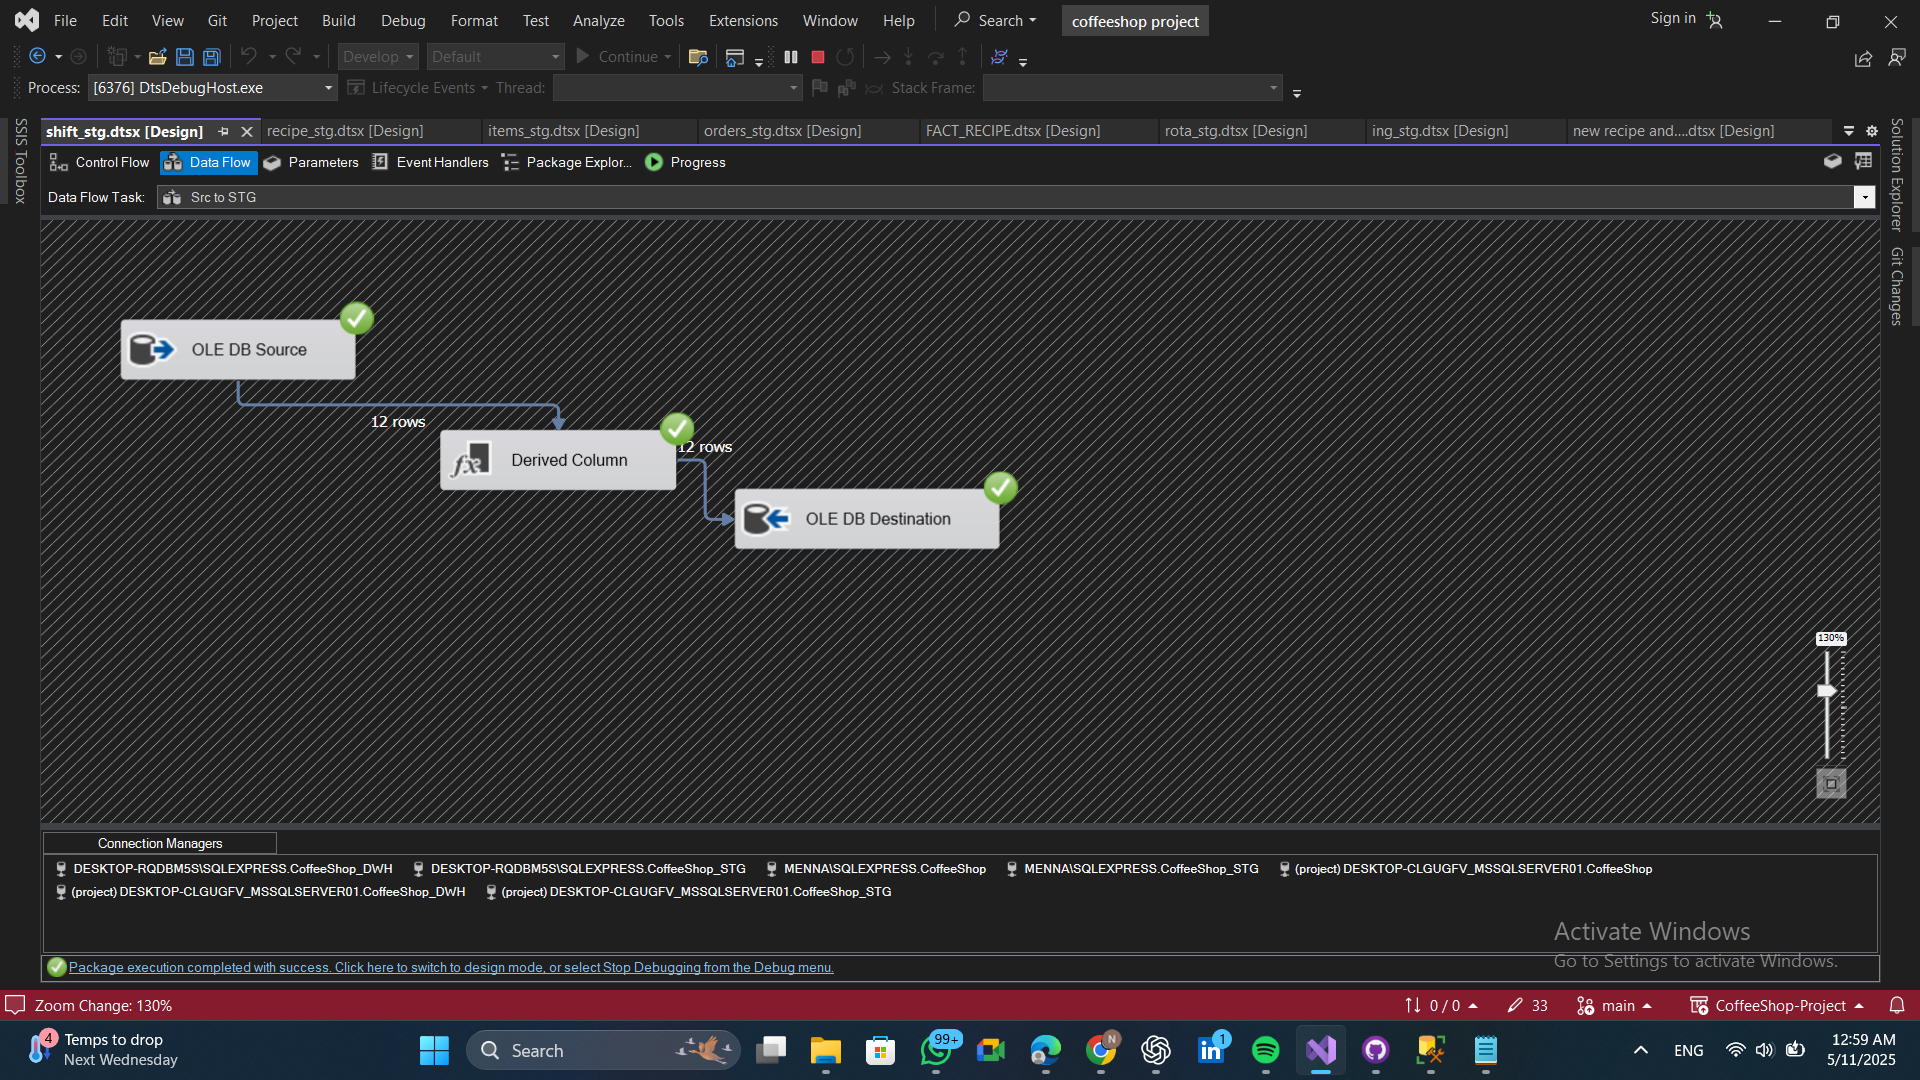 File Edit View Git Project Build Debug Format Test Analyze Tools Extensions Window Help Search coffeeshop project Sign in
Develop Default Continue
Process: [6376] DtsDebugHost.exe Lifecycle Events Thread: Stack Frame:
SSIS Toolbox
shift_stg.dtsx [Design] recipe_stg.dtsx [Design] items_stg.dtsx [Design] orders_stg.dtsx [Design] FACT_RECIPE.dtsx [Design] rota_stg.dtsx [Design] ing_stg.dtsx [Design] new recipe and....dtsx [Design]
Control Flow Data Flow Parameters Event Handlers Package Explor... Progress
Data Flow Task: Src to STG
Solution Explorer
Git Changes
OLE DB Source
12 rows
12 rows
fx Derived Column
OLE DB Destination
130%
Connection Managers
DESKTOP-RQDBM5S\SQLEXPRESS.CoffeeShop_DWH DESKTOP-RQDBM5S\SQLEXPRESS.CoffeeShop_STG MENNA\SQLEXPRESS.CoffeeShop MENNA\SQLEXPRESS.CoffeeShop_STG (project) DESKTOP-CLGUGFV_MSSQLSERVER01.CoffeeShop
(project) DESKTOP-CLGUGFV_MSSQLSERVER01.CoffeeShop_DWH (project) DESKTOP-CLGUGFV_MSSQLSERVER01.CoffeeShop_STG
Activate Windows
Go to Settings to activate Windows.
Package execution completed with success. Click here to switch to design mode, or select Stop Debugging from the Debug menu.
Zoom Change: 130% 0 / 0 33 main CoffeeShop-Project
4 Temps to drop
Next Wednesday
Search
99+
N
1
ENG
12:59 AM
5/11/2025